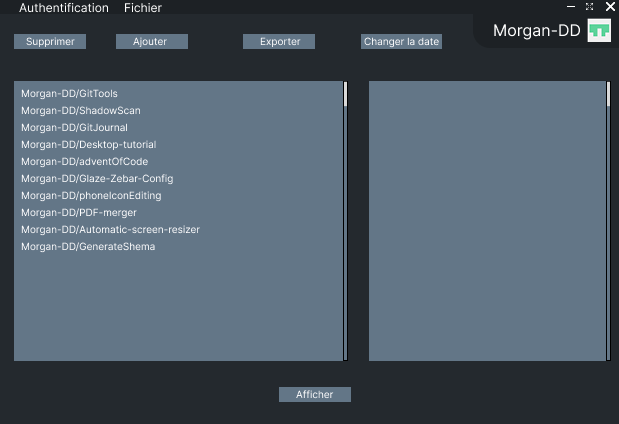 Authentification Fichier
Morgan-DD
Supprimer Ajouter Exporter Changer la date
Morgan-DD/GitTools
Morgan-DD/ShadowScan
Morgan-DD/GitJournal
Morgan-DD/Desktop-tutorial
Morgan-DD/adventOfCode
Morgan-DD/Glaze-Zebar-Config
Morgan-DD/phoneIconEditing
Morgan-DD/PDF-merger
Morgan-DD/Automatic-screen-resizer
Morgan-DD/GenerateShema
Afficher